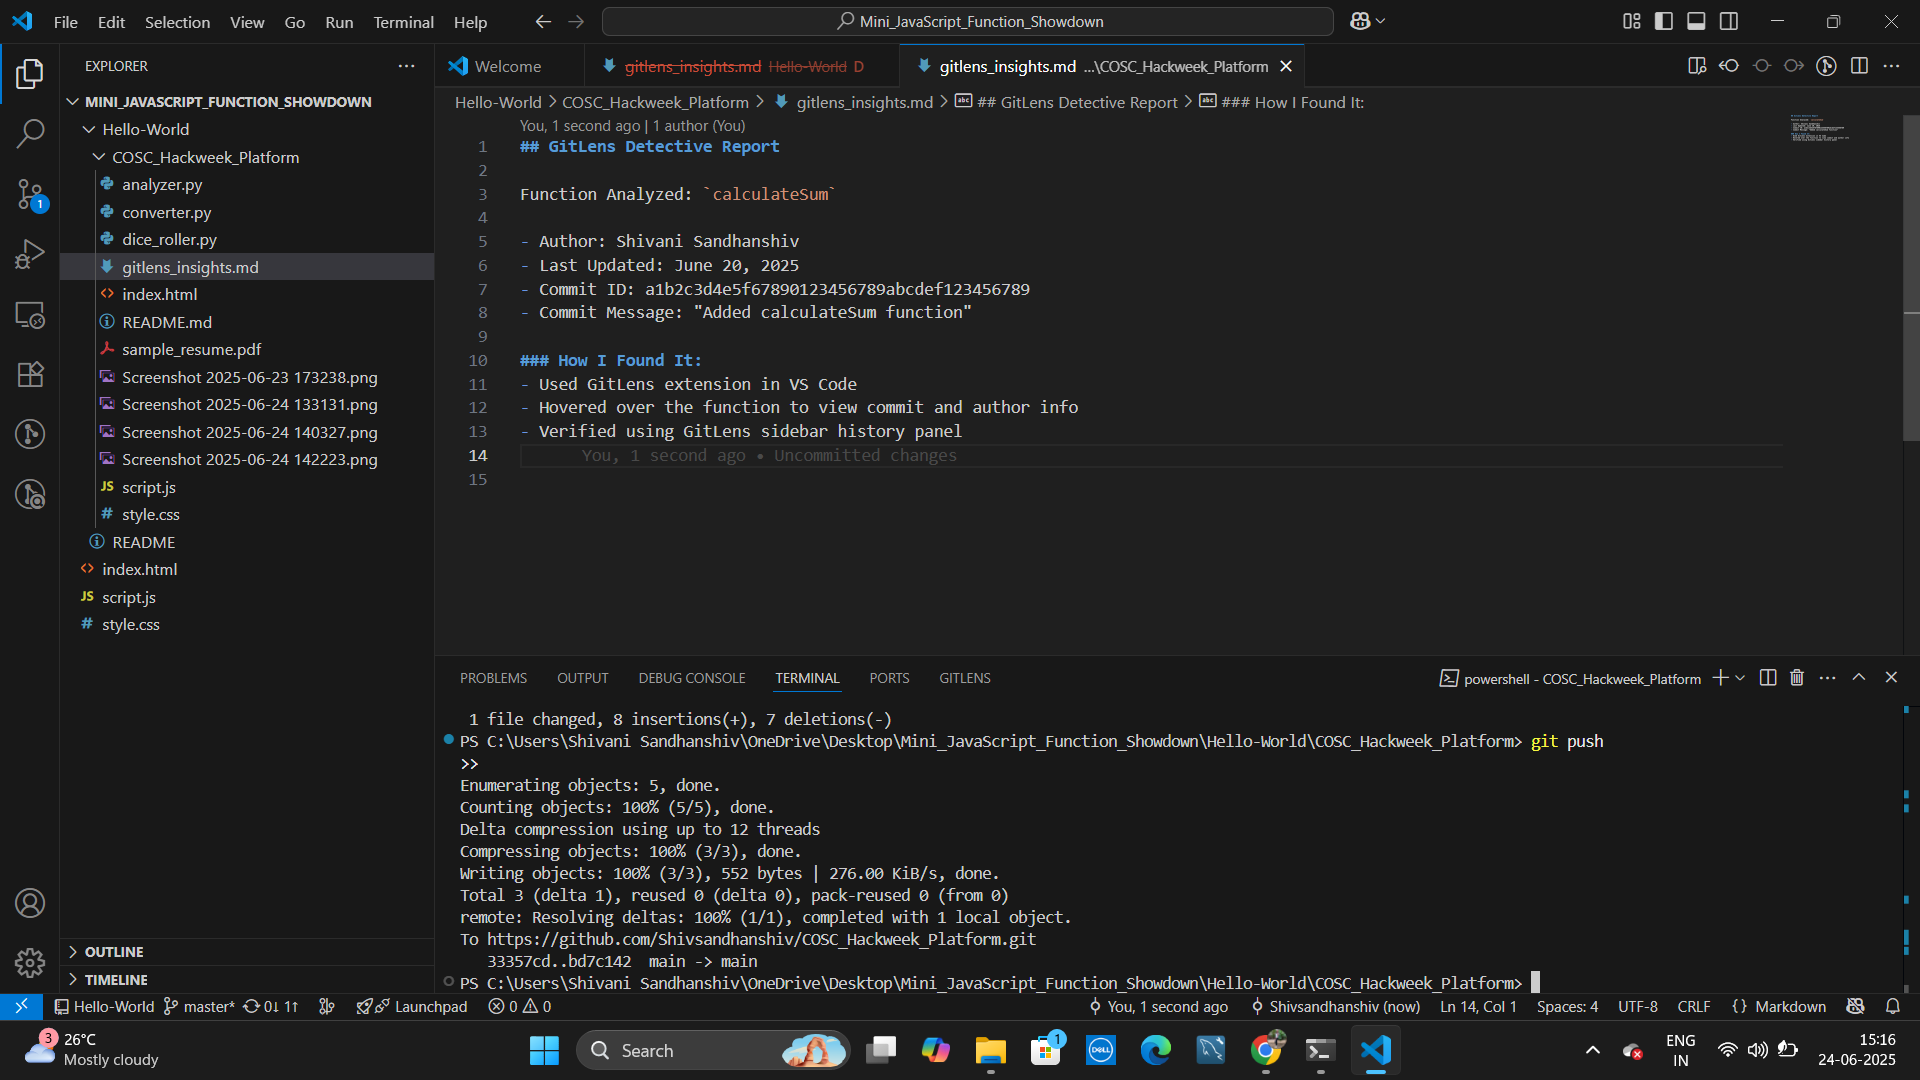 File Edit Selection View Go Run Terminal Help
Mini_JavaScript_Function_Showdown
EXPLORER
MINI_JAVASCRIPT_FUNCTION_SHOWDOWN
Hello-World
COSC_Hackweek_Platform
analyzer.py
converter.py
dice_roller.py
gitlens_insights.md
index.html
README.md
sample_resume.pdf
Screenshot 2025-06-23 173238.png
Screenshot 2025-06-24 133131.png
Screenshot 2025-06-24 140327.png
Screenshot 2025-06-24 142223.png
JS script.js
# style.css
README
index.html
JS script.js
# style.css
OUTLINE
TIMELINE
1
Welcome
gitlens_insights.md Hello-World D
gitlens_insights.md ...\COSC_Hackweek_Platform
Hello-World > COSC_Hackweek_Platform > gitlens_insights.md > ## GitLens Detective Report > ### How I Found It:
You, 1 second ago | 1 author (You)
1 ## GitLens Detective Report
2
3 Function Analyzed: `calculateSum`
4
5 - Author: Shivani Sandhanshiv
6 - Last Updated: June 20, 2025
7 - Commit ID: a1b2c3d4e5f67890123456789abcdef123456789
8 - Commit Message: "Added calculateSum function"
9
10 ### How I Found It:
11 - Used GitLens extension in VS Code
12 - Hovered over the function to view commit and author info
13 - Verified using GitLens sidebar history panel
14 You, 1 second ago • Uncommitted changes
15
PROBLEMS OUTPUT DEBUG CONSOLE TERMINAL PORTS GITLENS
powershell - COSC_Hackweek_Platform
1 file changed, 8 insertions(+), 7 deletions(-)
PS C:\Users\Shivani Sandhanshiv\OneDrive\Desktop\Mini_JavaScript_Function_Showdown\Hello-World\COSC_Hackweek_Platform> git push
>>
Enumerating objects: 5, done.
Counting objects: 100% (5/5), done.
Delta compression using up to 12 threads
Compressing objects: 100% (3/3), done.
Writing objects: 100% (3/3), 552 bytes | 276.00 KiB/s, done.
Total 3 (delta 1), reused 0 (delta 0), pack-reused 0 (from 0)
remote: Resolving deltas: 100% (1/1), completed with 1 local object.
To https://github.com/Shivsandhanshiv/COSC_Hackweek_Platform.git
33357cd..bd7c142 main -> main
PS C:\Users\Shivani Sandhanshiv\OneDrive\Desktop\Mini_JavaScript_Function_Showdown\Hello-World\COSC_Hackweek_Platform>
Hello-World master* 0↓ 1↑ Launchpad 0 0 You, 1 second ago Shivsandhanshiv (now) Ln 14, Col 1 Spaces: 4 UTF-8 CRLF {} Markdown
3
26°C
Mostly cloudy
Search
1
DELL
ENG
IN
15:16
24-06-2025